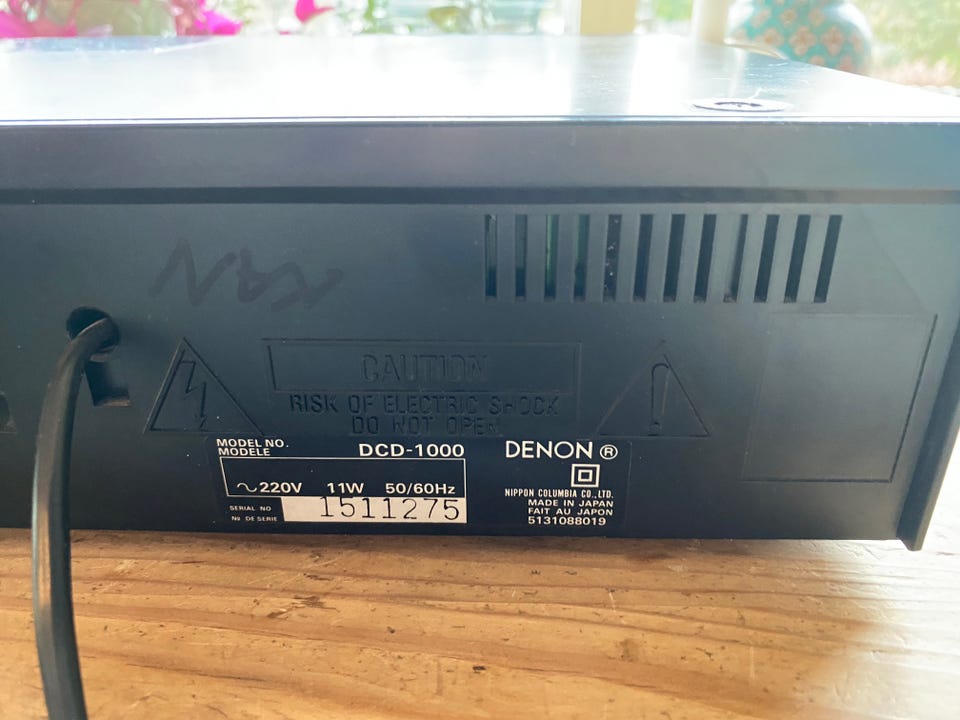 CAUTION
RISK OF ELECTRIC SHOCK
DO NOT OPEN
MODEL NO.
MODELE
DCD-1000
~220V 11W 50/60Hz
SERIAL NO
№ DE SERIE
1511275
DENON ®
NIPPON COLUMBIA CO., LTD.
MADE IN JAPAN
FAIT AU JAPON
5131088019